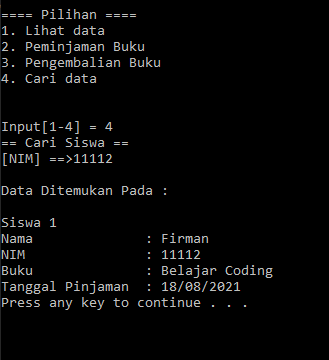 ==== Pilihan ====
1. Lihat data
2. Peminjaman Buku
3. Pengembalian Buku
4. Cari data
Input[1-4] = 4
== Cari Siswa ==
[NIM] ==>11112
Data Ditemukan Pada :
Siswa 1
Nama : Firman
NIM : 11112
Buku : Belajar Coding
Tanggal Pinjaman : 18/08/2021
Press any key to continue . . .